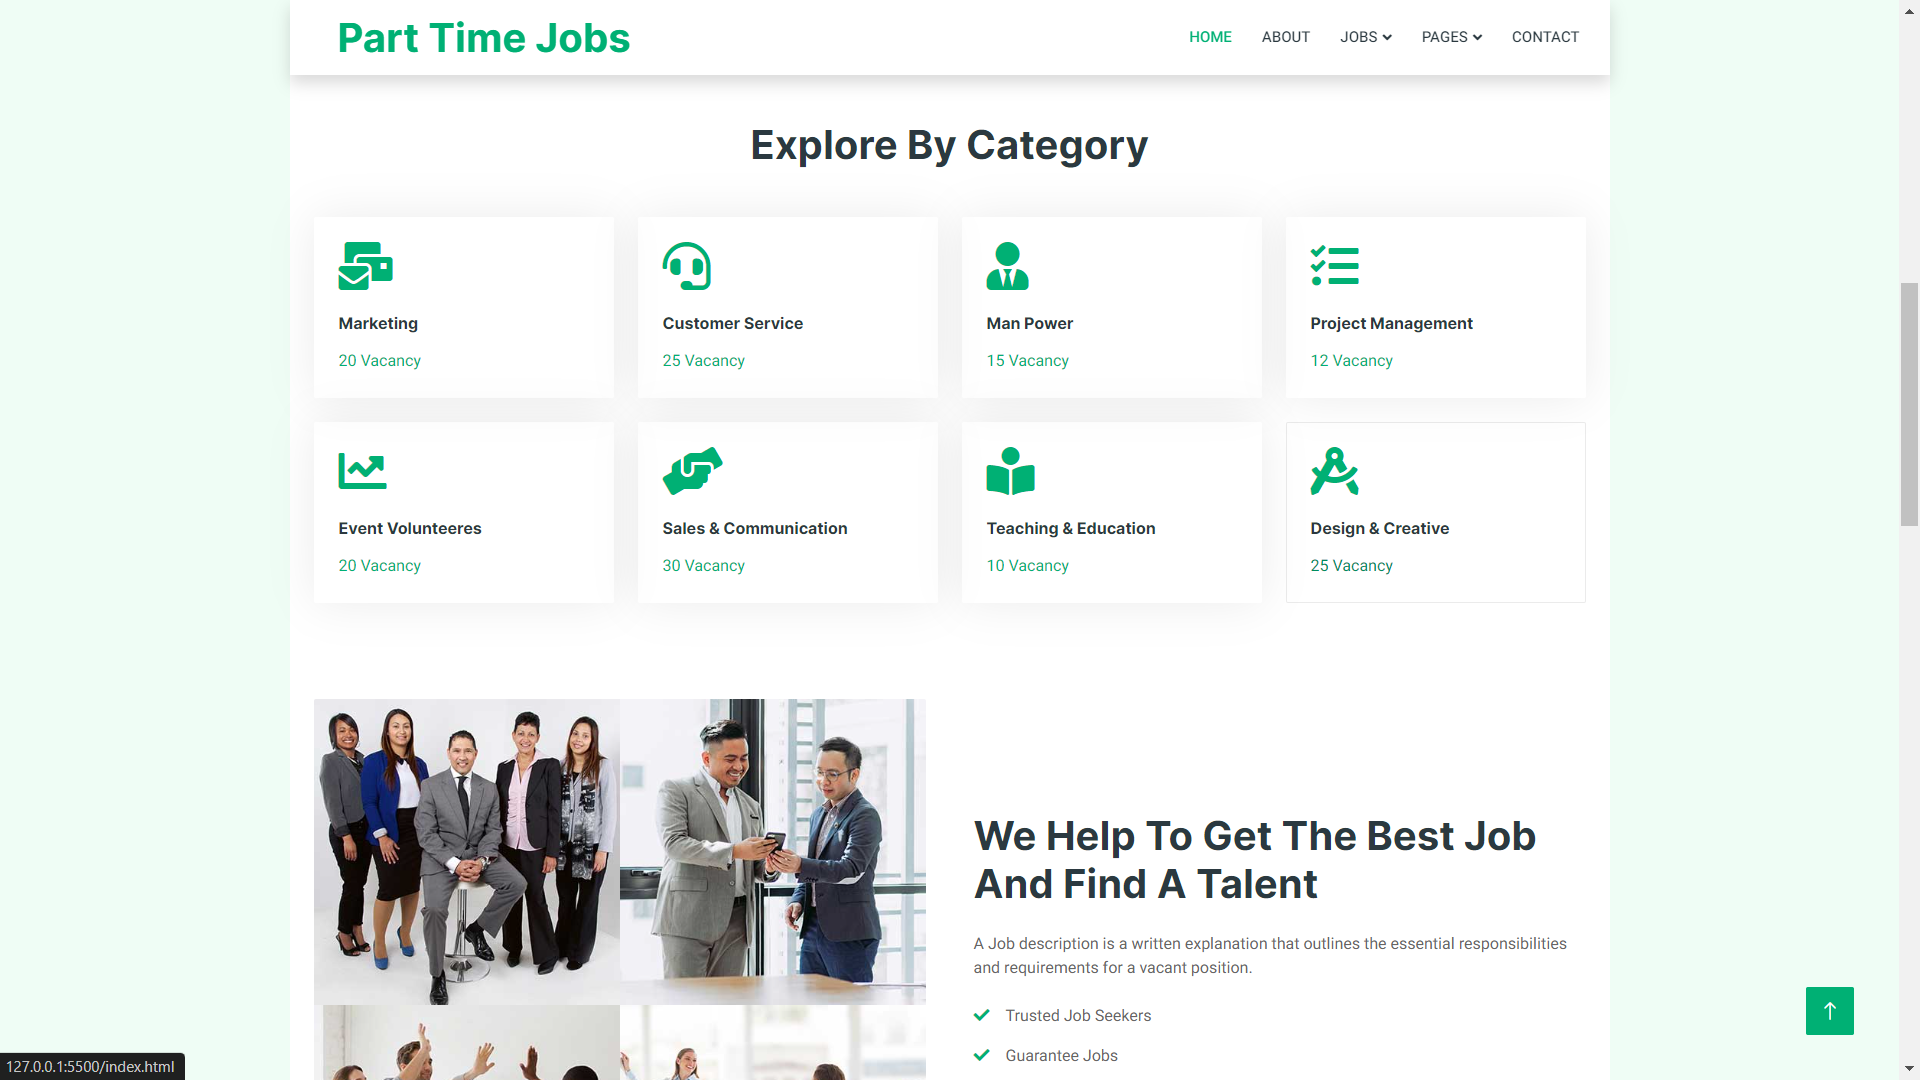 Part Time Jobs
HOME
ABOUT
JOBS
PAGES
CONTACT
Explore By Category
Marketing
20 Vacancy
Customer Service
25 Vacancy
Man Power
15 Vacancy
Project Management
12 Vacancy
Event Volunteeres
20 Vacancy
Sales & Communication
30 Vacancy
Teaching & Education
10 Vacancy
Design & Creative
25 Vacancy
We Help To Get The Best Job
And Find A Talent
A Job description is a written explanation that outlines the essential responsibilities
and requirements for a vacant position.
Trusted Job Seekers
Guarantee Jobs
127.0.0.1:5500/index.html